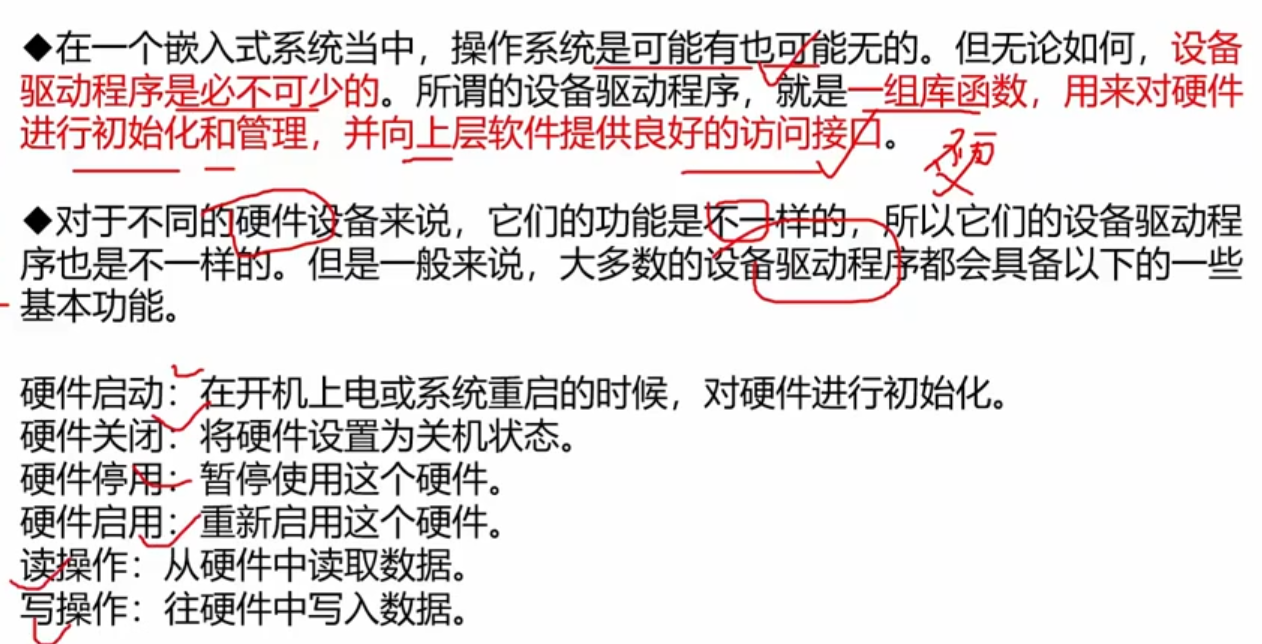 ◆在一个嵌入式系统当中，操作系统是可能有也可能无的。但无论如何，设备
驱动程序是必不可少的。所谓的设备驱动程序，就是一组库函数，用来对硬件
进行初始化和管理，并向上层软件提供良好的访问接口。
◆对于不同的硬件设备来说，它们的功能是不一样的，所以它们的设备驱动程
序也是不一样的。但是一般来说，大多数的设备驱动程序都会具备以下的一些
基本功能。
硬件启动：在开机上电或系统重启的时候，对硬件进行初始化。
硬件关闭：将硬件设置为关机状态。
硬件停用：暂停使用这个硬件。
硬件启用：重新启用这个硬件。
读操作：从硬件中读取数据。
写操作：往硬件中写入数据。